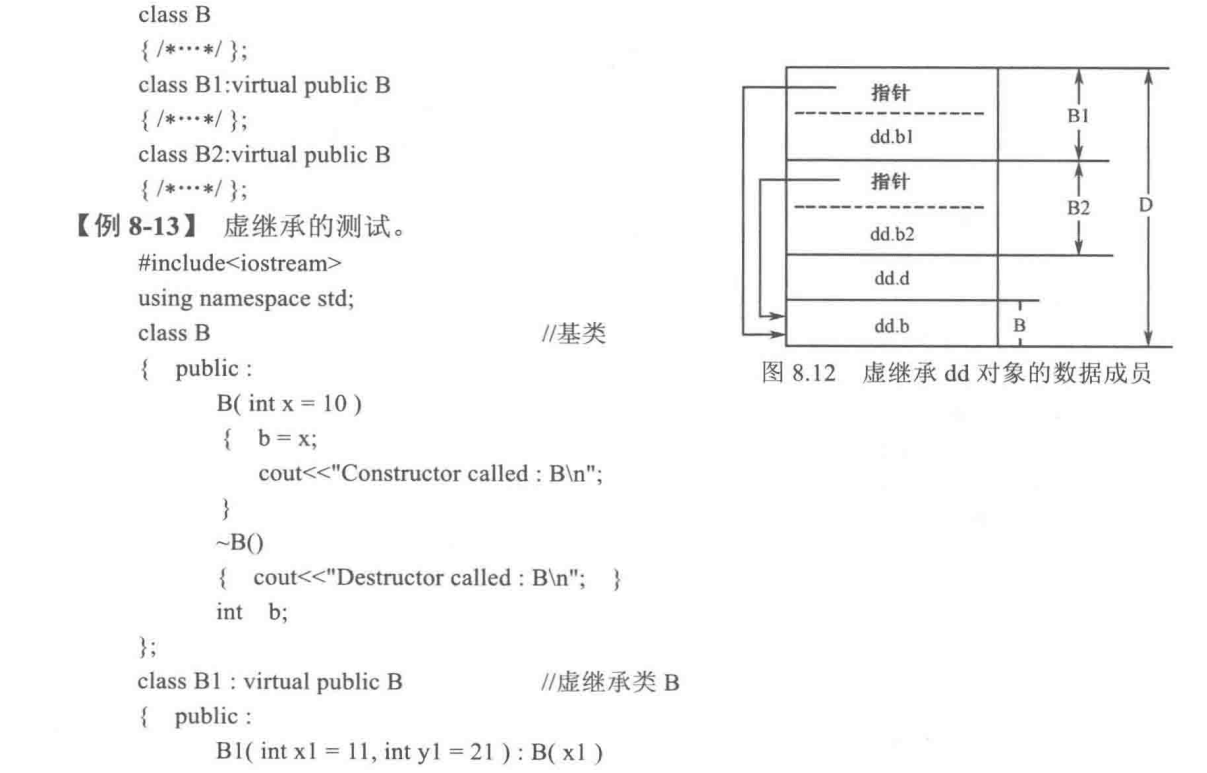 class B
{ /*…*/ };
class B1:virtual public B
{ /*…*/ };
class B2:virtual public B
{ /*…*/ };
【例 8-13】 虚继承的测试。
#include<iostream>
using namespace std;
class B //基类
{ public :
B( int x = 10 )
{ b = x;
cout<<"Constructor called : B\n";
}
~B()
{ cout<<"Destructor called : B\n"; }
int b;
};
class B1 : virtual public B //虚继承类 B
{ public :
B1( int x1 = 11, int y1 = 21 ) : B( x1 )
指针
dd.b1
B1
指针
dd.b2
B2
D
dd.d
dd.b
B
图 8.12 虚继承 dd 对象的数据成员